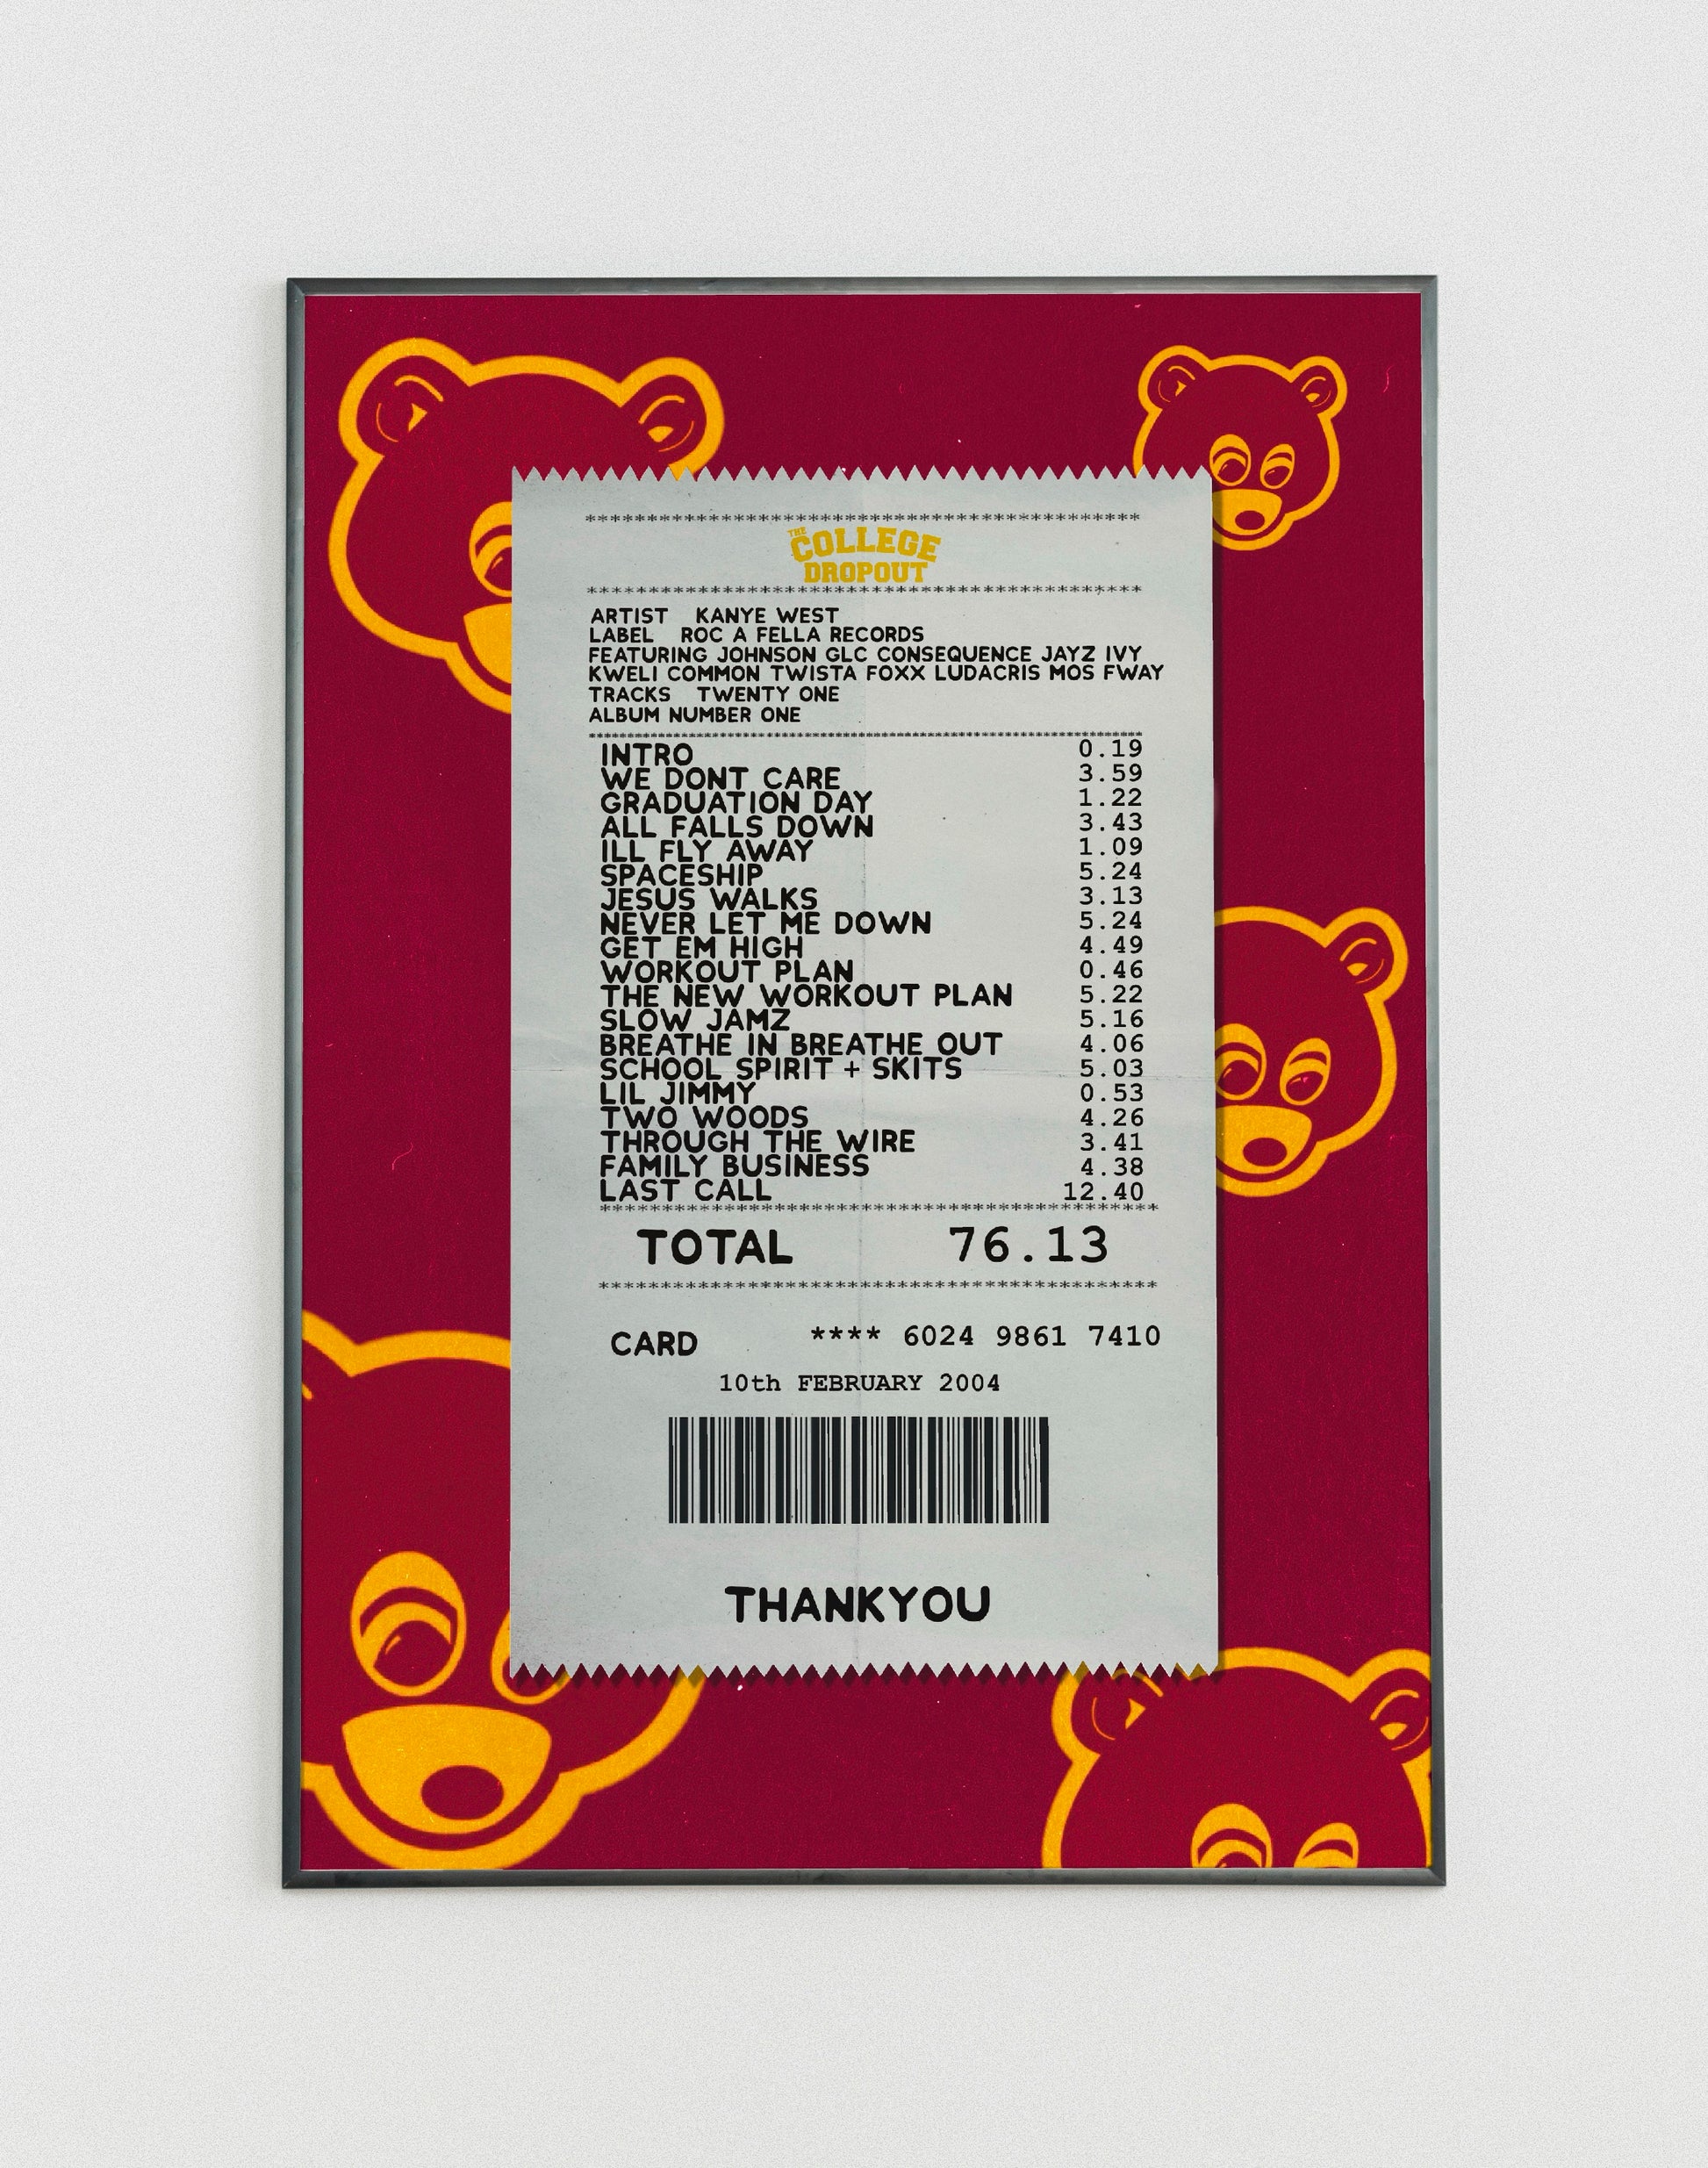 ***********************************************
THE
COLLEGE
DROPOUT
***********************************************
ARTIST KANYE WEST
LABEL ROC A FELLA RECORDS
FEATURING JOHNSON GLC CONSEQUENCE JAYZ IVY
KWELI COMMON TWISTA FOXX LUDACRIS MOS FWAY
TRACKS TWENTY ONE
ALBUM NUMBER ONE
INTRO 0.19
WE DONT CARE 3.59
GRADUATION DAY 1.22
ALL FALLS DOWN 3.43
ILL FLY AWAY 1.09
SPACESHIP 5.24
JESUS WALKS 3.13
NEVER LET ME DOWN 5.24
GET EM HIGH 4.49
WORKOUT PLAN 0.46
THE NEW WORKOUT PLAN 5.22
SLOW JAMZ 5.16
BREATHE IN BREATHE OUT 4.06
SCHOOL SPIRIT + SKITS 5.03
LIL JIMMY 0.53
TWO WOODS 4.26
THROUGH THE WIRE 3.41
FAMILY BUSINESS 4.38
LAST CALL 12.40
***********************************************
TOTAL 76.13
***********************************************
CARD **** 6024 9861 7410
10th FEBRUARY 2004
THANKYOU